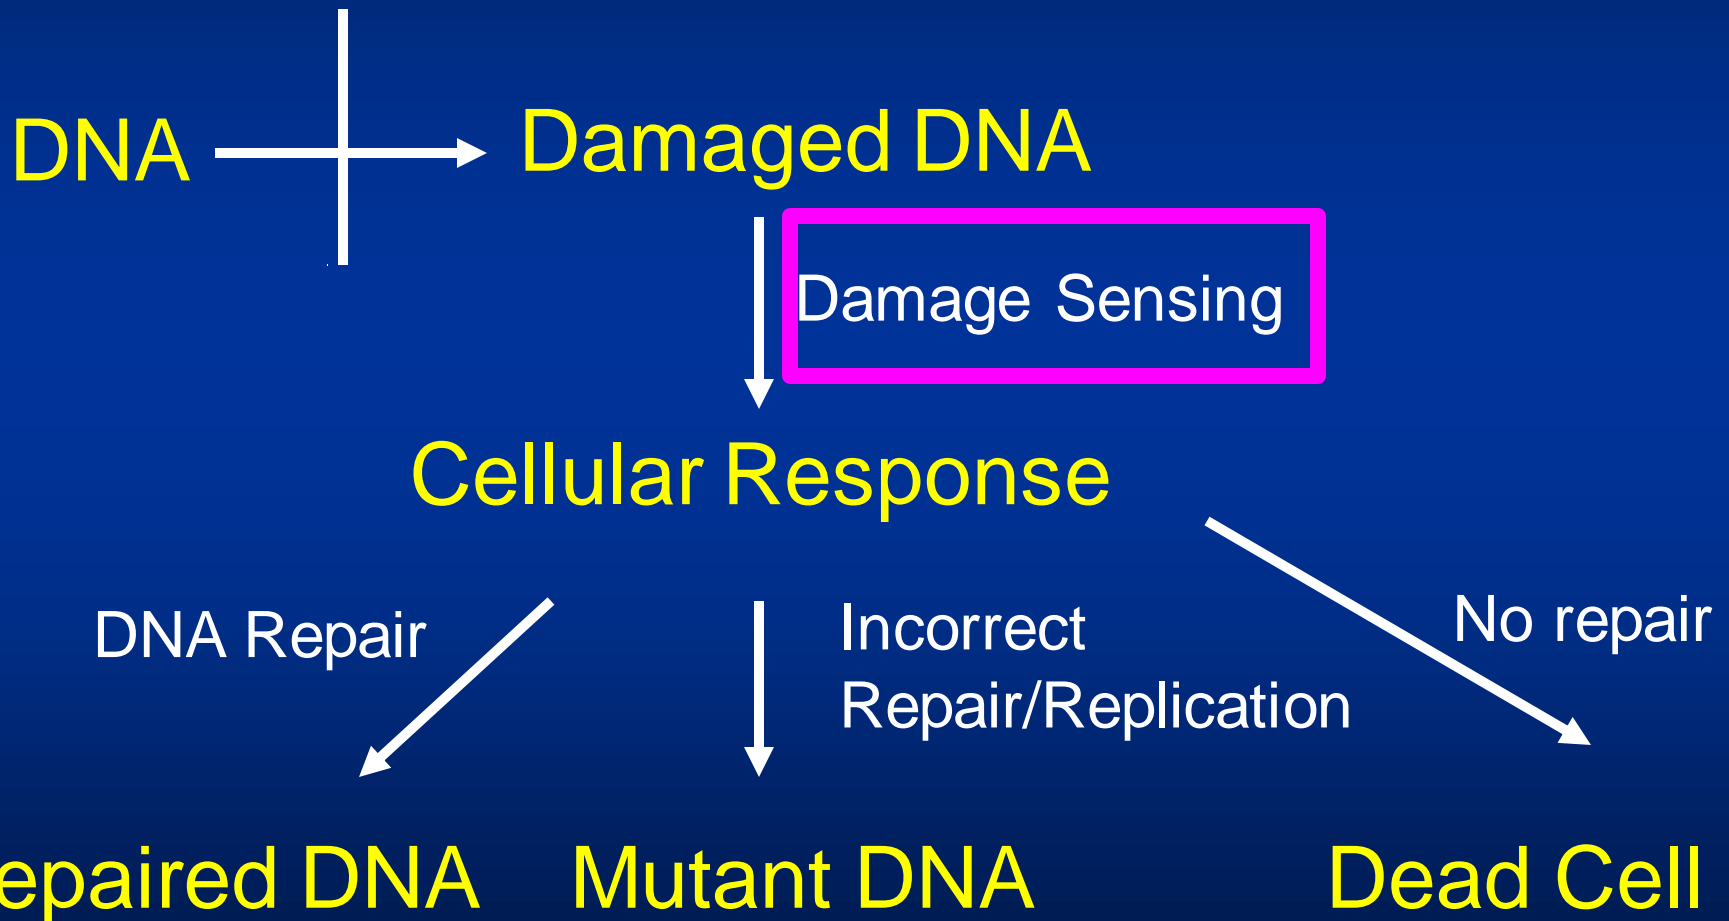 DNA
Damaged DNA
Damage Sensing
Cellular Response
DNA Repair
Incorrect
Repair/Replication
No repair
epaired DNA
Mutant DNA
Dead Cell